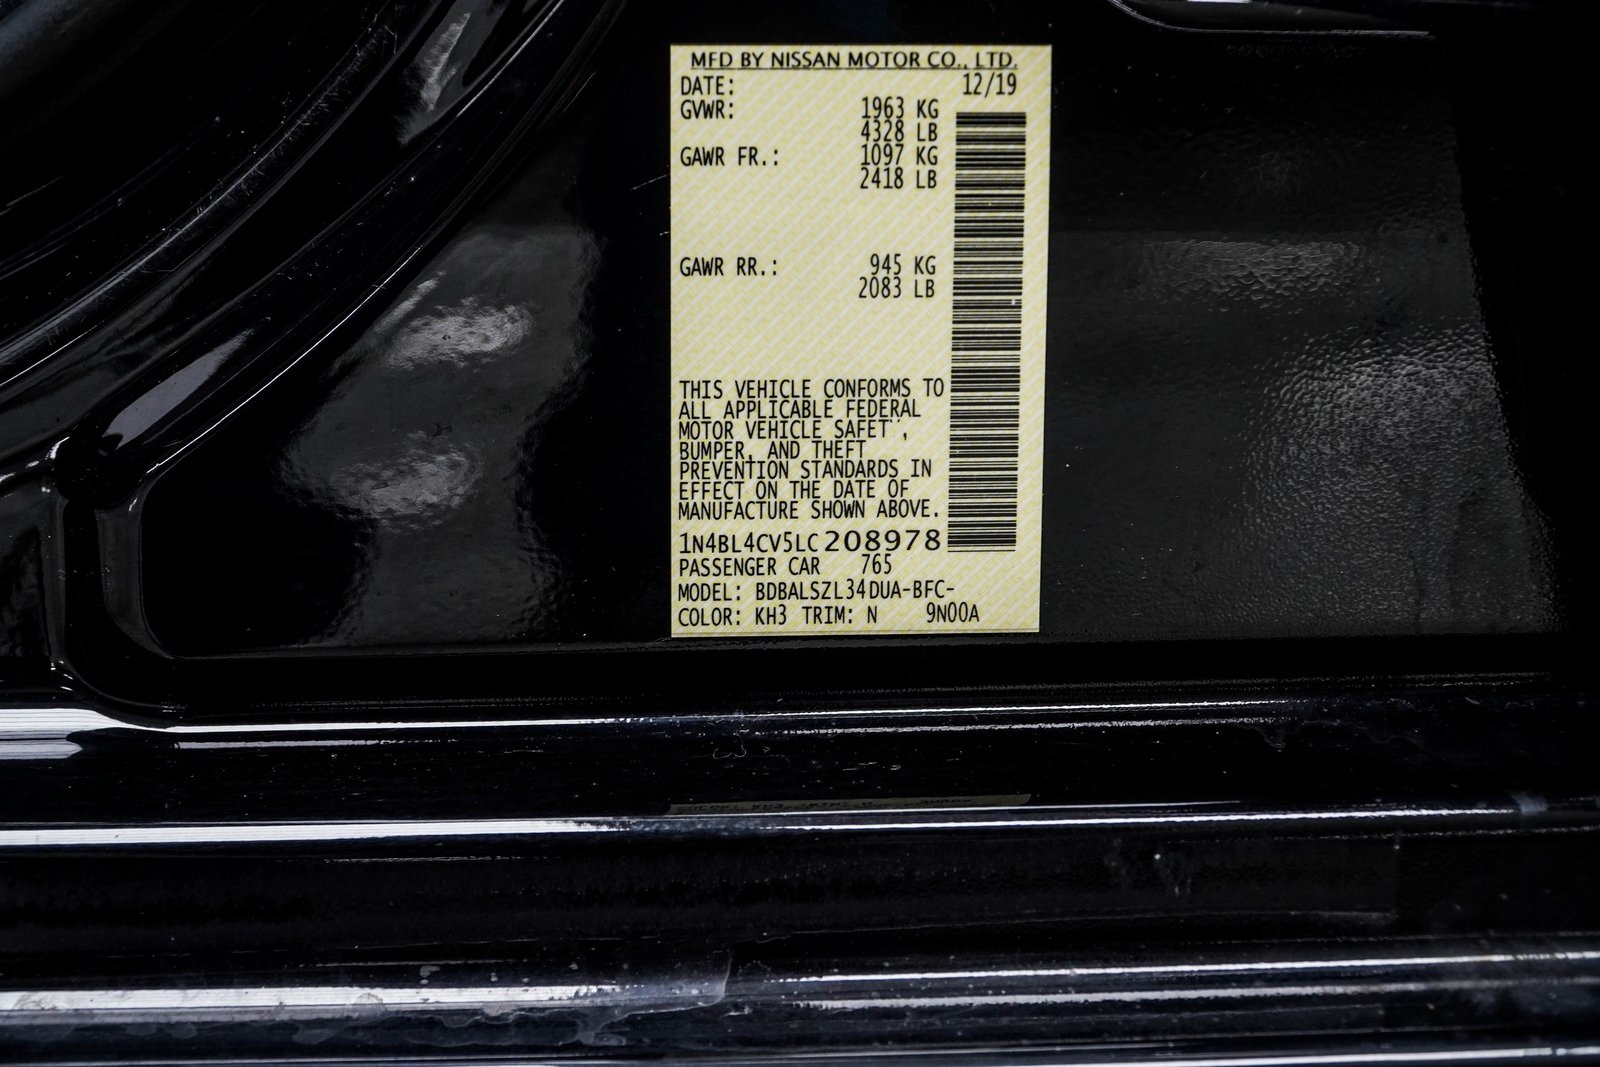 MFD BY NISSAN MOTOR CO., LTD.
DATE: 12/19
GVWR: 1963 KG
4328 LB
GAWR FR.: 1097 KG
2418 LB
GAWR RR.: 945 KG
2083 LB
THIS VEHICLE CONFORMS TO
ALL APPLICABLE FEDERAL
MOTOR VEHICLE SAFETY,
BUMPER, AND THEFT
PREVENTION STANDARDS IN
EFFECT ON THE DATE OF
MANUFACTURE SHOWN ABOVE.
1N4BL4CV5LC208978
PASSENGER CAR 765
MODEL: BDBALSZL34DUA-BFC-
COLOR: KH3 TRIM: N 9N00A